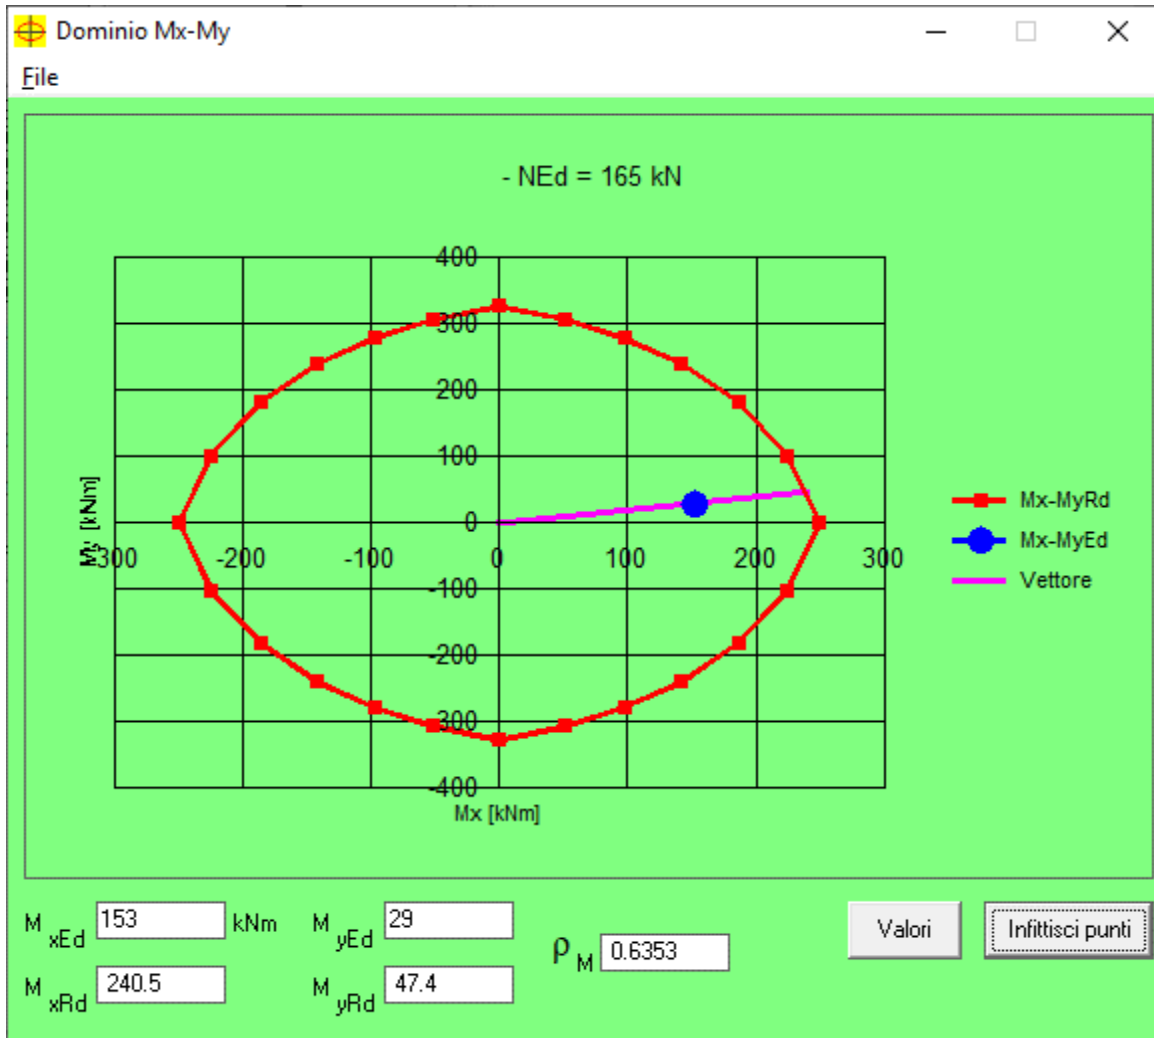 Dominio Mx-My
File
- NEd = 165 kN
400
300
200
100
0
-100
-200
-300
-400
-300 -200 -100 0 100 200 300
My [kNm]
Mx [kNm]
Mx-MyRd
Mx-MyEd
Vettore
M xEd 153 kNm M yEd 29
M xRd 240.5 M yRd 47.4
ρ M 0.6353
Valori
Infittisci punti